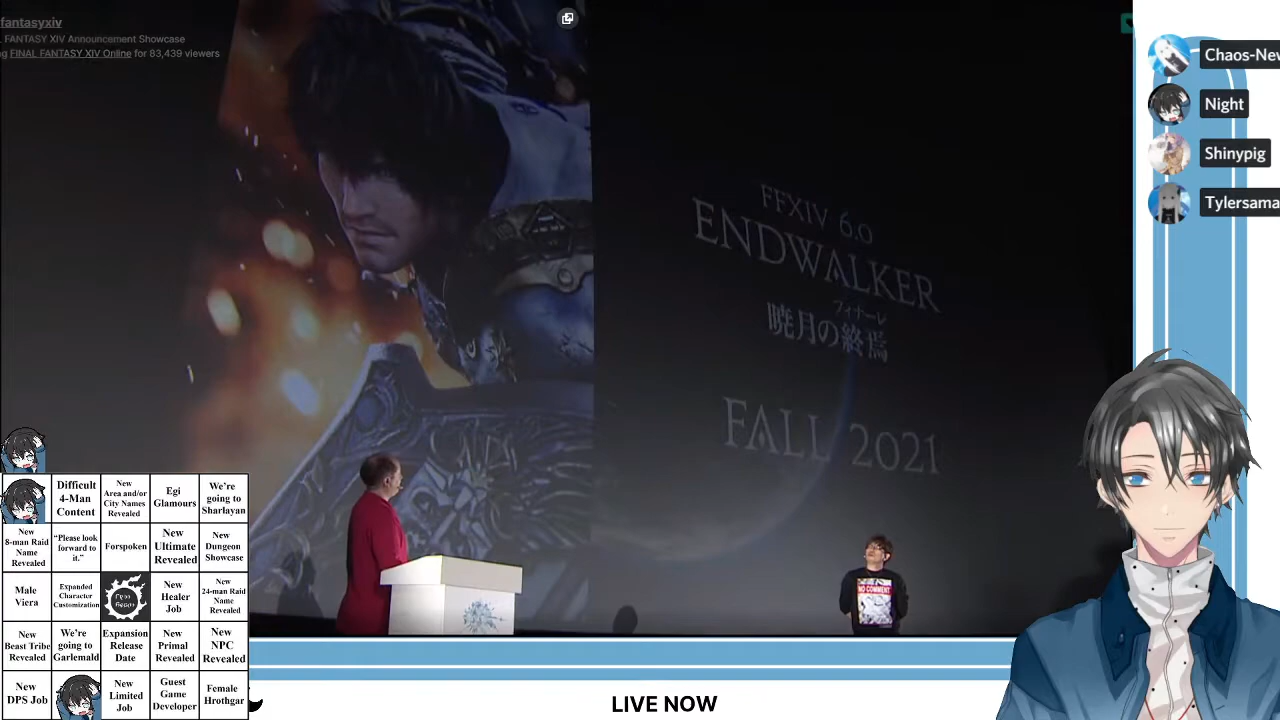 fantasyxiv
FANTASY XIV Announcement Showcase
g FINAL FANTASY XIV Online for 83,439 viewers
FFXIV 6.0
ENDWALKER
フィナーレ
暁月の終焉
FALL 2021
NO COMMENT
Chaos-Nev
Night
Shinypig
Tylersama
Difficult
4-Man
Content
New
Area and/or
City Names
Revealed
Egi
Glamours
We're
going to
Sharlayan
New
8-man Raid
Name
Revealed
"Please look
forward to
it."
Forspoken
New
Ultimate
Revealed
New
Dungeon
Showcase
Male
Viera
Expanded
Character
Customization
New
Healer
Job
New
24-man Raid
Name
Revealed
New
Beast Tribe
Revealed
We're
going to
Garlemald
Expansion
Release
Date
New
Primal
Revealed
New
NPC
Revealed
New
DPS Job
New
Limited
Job
Guest
Game
Developer
Female
Hrothgar
LIVE NOW